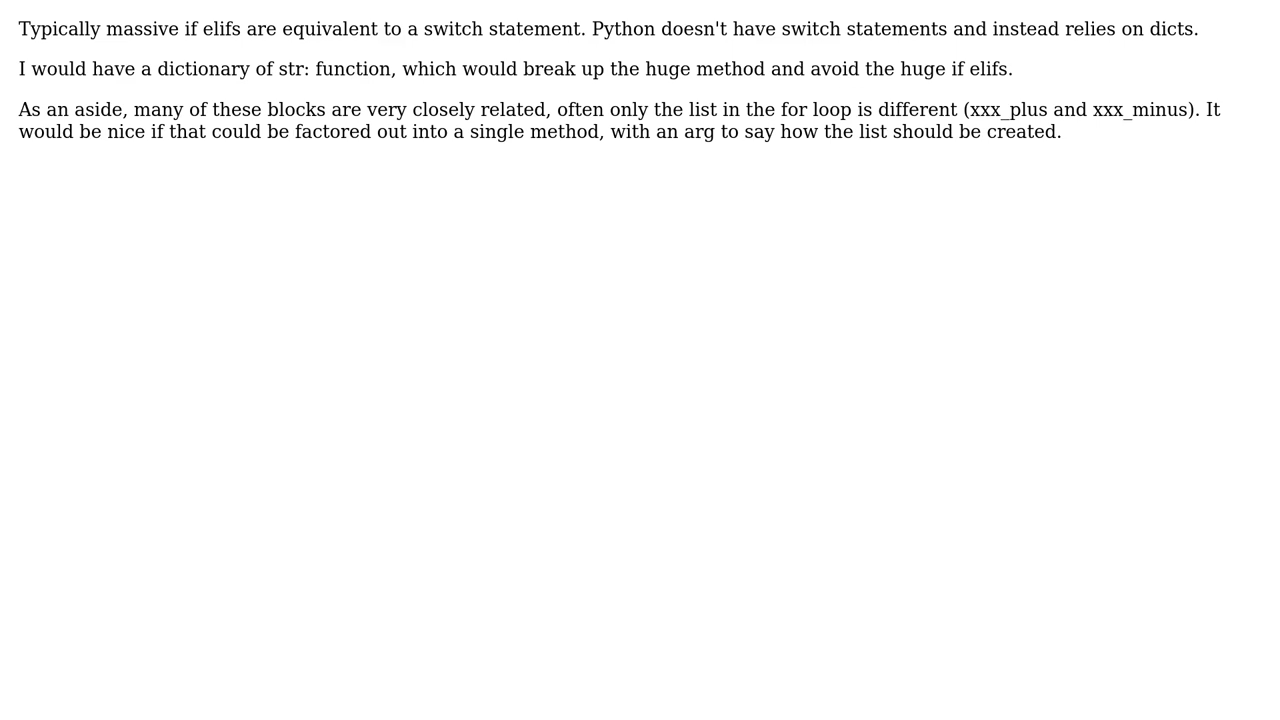 Typically massive if elifs are equivalent to a switch statement. Python doesn't have switch statements and instead relies on dicts.
I would have a dictionary of str: function, which would break up the huge method and avoid the huge if elifs.
As an aside, many of these blocks are very closely related, often only the list in the for loop is different (xxx_plus and xxx_minus). It
would be nice if that could be factored out into a single method, with an arg to say how the list should be created.